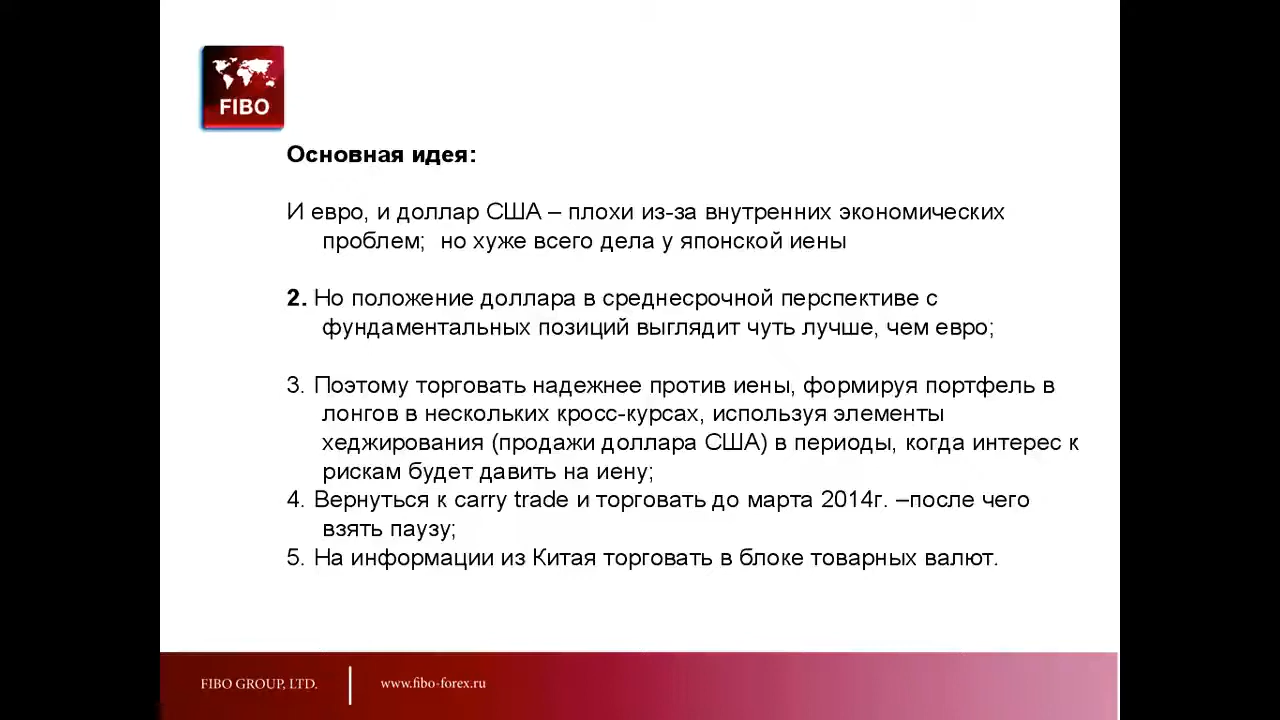 FIBO
Основная идея:
И евро, и доллар США – плохи из-за внутренних экономических
проблем;  но хуже всего дела у японской иены
2. Но положение доллара в среднесрочной перспективе с
фундаментальных позиций выглядит чуть лучше, чем евро;
3. Поэтому торговать надежнее против иены, формируя портфель в
лонгов в нескольких кросс-курсах, используя элементы
хеджирования (продажи доллара США) в периоды, когда интерес к
рискам будет давить на иену;
4. Вернуться к carry trade и торговать до марта 2014г. –после чего
взять паузу;
5. На информации из Китая торговать в блоке товарных валют.
FIBO GROUP, LTD.
www.fibo-forex.ru